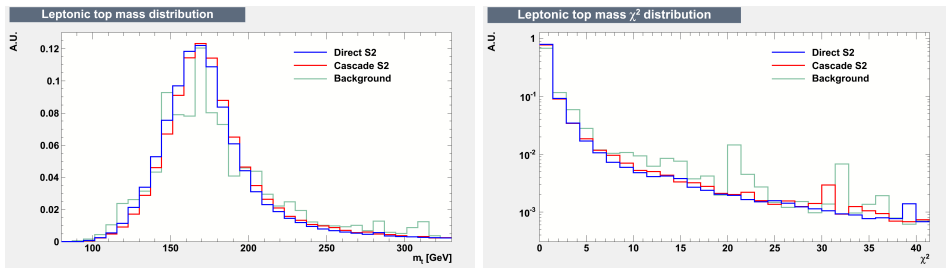 Leptonic top mass distribution
A.U.
0.12
0.1
0.08
0.06
0.04
0.02
0
100 150 200 250 300
m_t [GeV]
Direct S2
Cascade S2
Background
Leptonic top mass χ² distribution
A.U.
1
10⁻¹
10⁻²
10⁻³
0 5 10 15 20 25 30 35 40
χ²
Direct S2
Cascade S2
Background